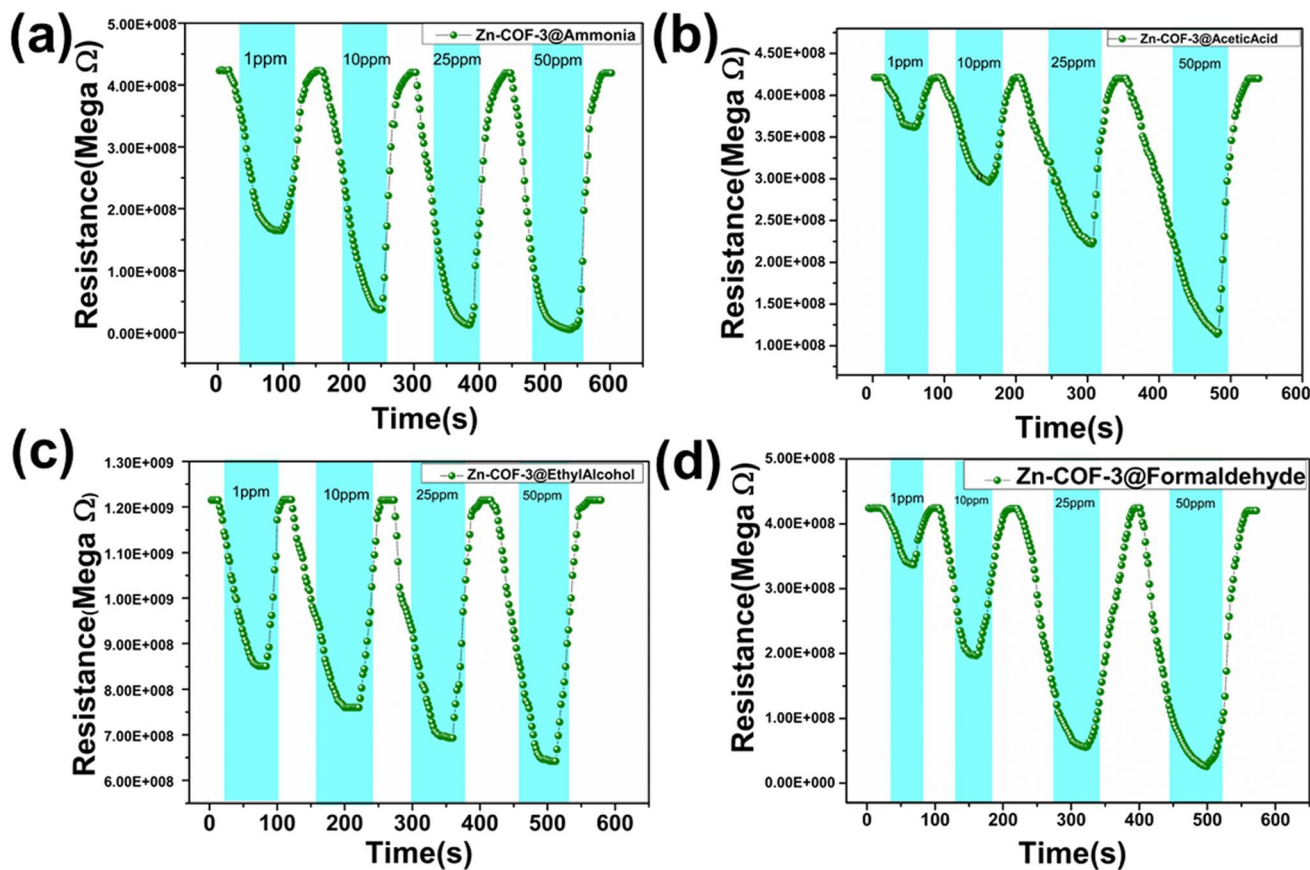 (a)
Zn-COF-3@Ammonia
1ppm 10ppm 25ppm 50ppm
Resistance(Mega Ω)
5.00E+008
4.00E+008
3.00E+008
2.00E+008
1.00E+008
0.00E+000
0 100 200 300 400 500 600
Time(s)
(b)
Zn-COF-3@AceticAcid
1ppm 10ppm 25ppm 50ppm
Resistance(Mega Ω)
4.50E+008
4.00E+008
3.50E+008
3.00E+008
2.50E+008
2.00E+008
1.50E+008
1.00E+008
0 100 200 300 400 500 600
Time(s)
(c)
Zn-COF-3@EthylAlcohol
1ppm 10ppm 25ppm 50ppm
Resistance(Mega Ω)
1.30E+009
1.20E+009
1.10E+009
1.00E+009
9.00E+008
8.00E+008
7.00E+008
6.00E+008
0 100 200 300 400 500 600
Time(s)
(d)
Zn-COF-3@Formaldehyde
1ppm 10ppm 25ppm 50ppm
Resistance(Mega Ω)
5.00E+008
4.00E+008
3.00E+008
2.00E+008
1.00E+008
0.00E+000
0 100 200 300 400 500 600
Time(s)